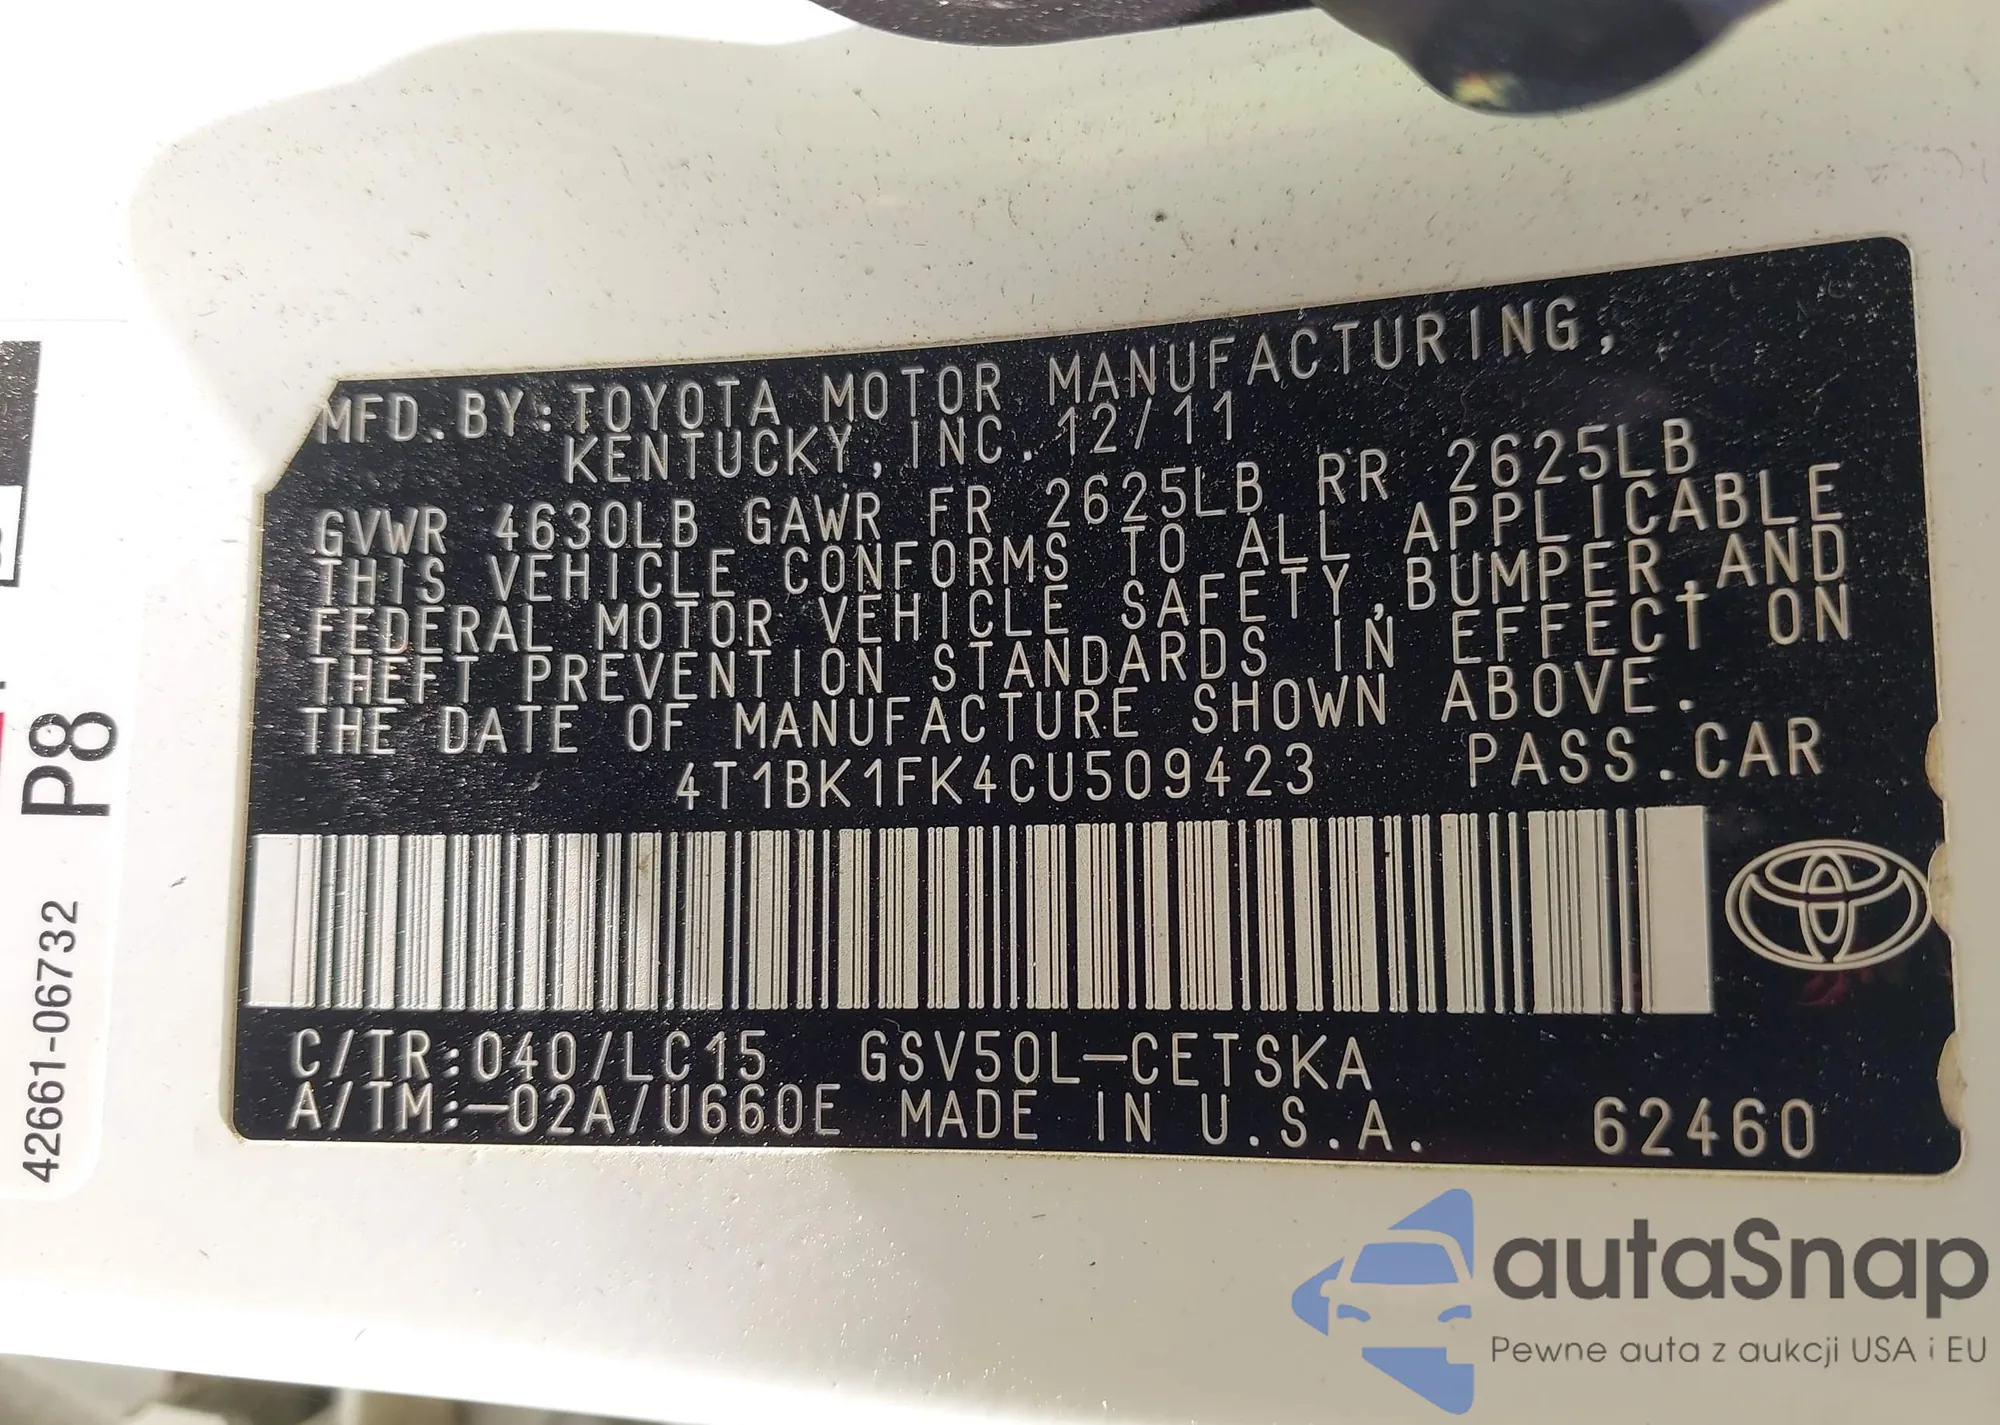 MFD. BY: TOYOTA MOTOR MANUFACTURING,
KENTUCKY, INC. 12/11
GVWR 4630LB GAWR FR 2625LB RR 2625LB
THIS VEHICLE CONFORMS TO ALL APPLICABLE
FEDERAL MOTOR VEHICLE SAFETY, BUMPER, AND
THEFT PREVENTION STANDARDS IN EFFECT ON
THE DATE OF MANUFACTURE SHOWN ABOVE.
4T1BK1FK4CU509423 PASS. CAR
C/TR: 040/LC15 GSV50L-CETSKA
A/TM:-02A/U660E MADE IN U.S.A. 62460
P8
42661-06732
autaSnap
Pewne auta z aukcji USA i EU